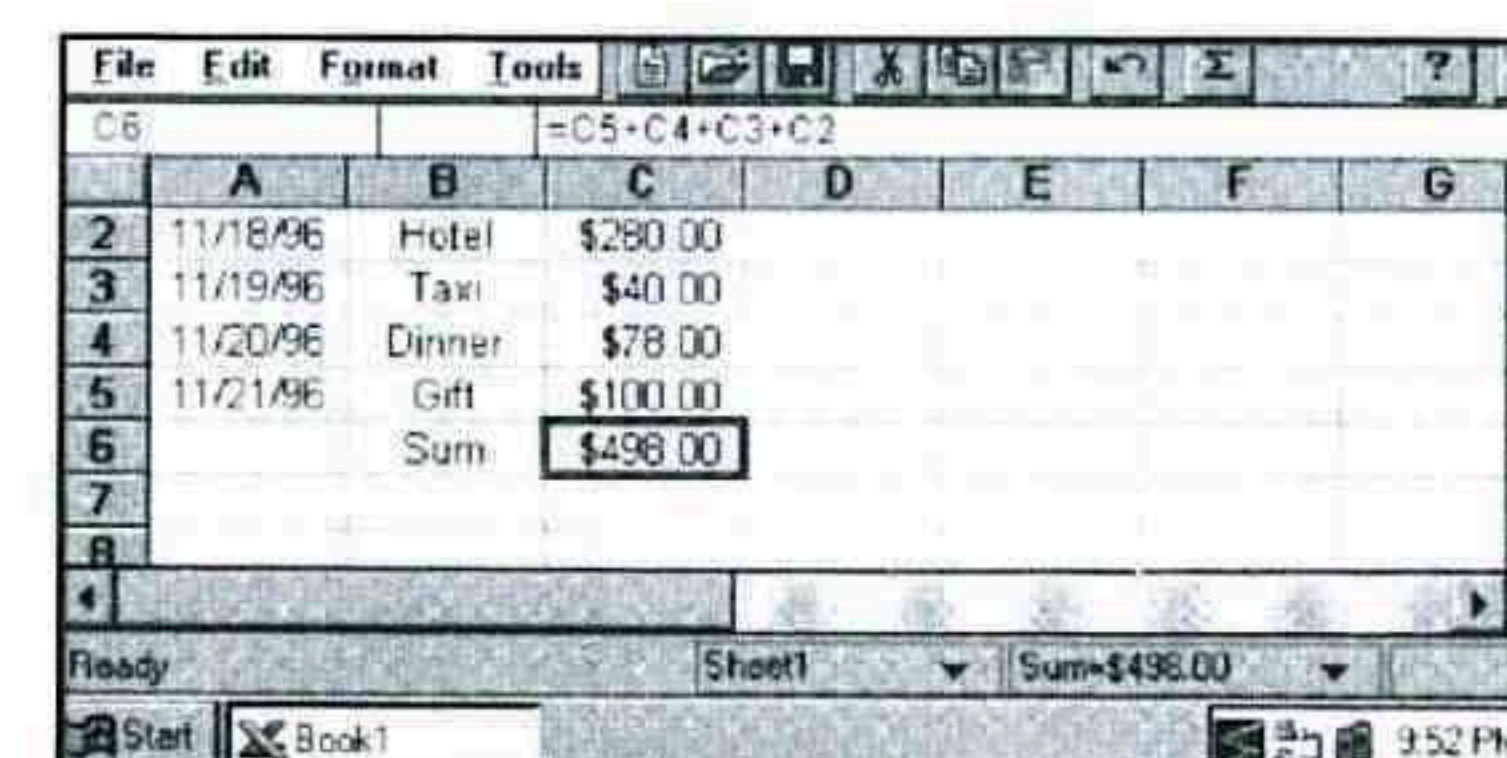 File Edit Format Tools Σ ?
C6 =C5+C4+C3+C2
A B C D E F G
2 11/18/96 Hotel $280.00
3 11/19/96 Taxi $40.00
4 11/20/96 Dinner $78.00
5 11/21/96 Gift $100.00
6 Sum $498.00
7
8
Ready Sheet1 Sum=$498.00
Start Book1 9:52 PM